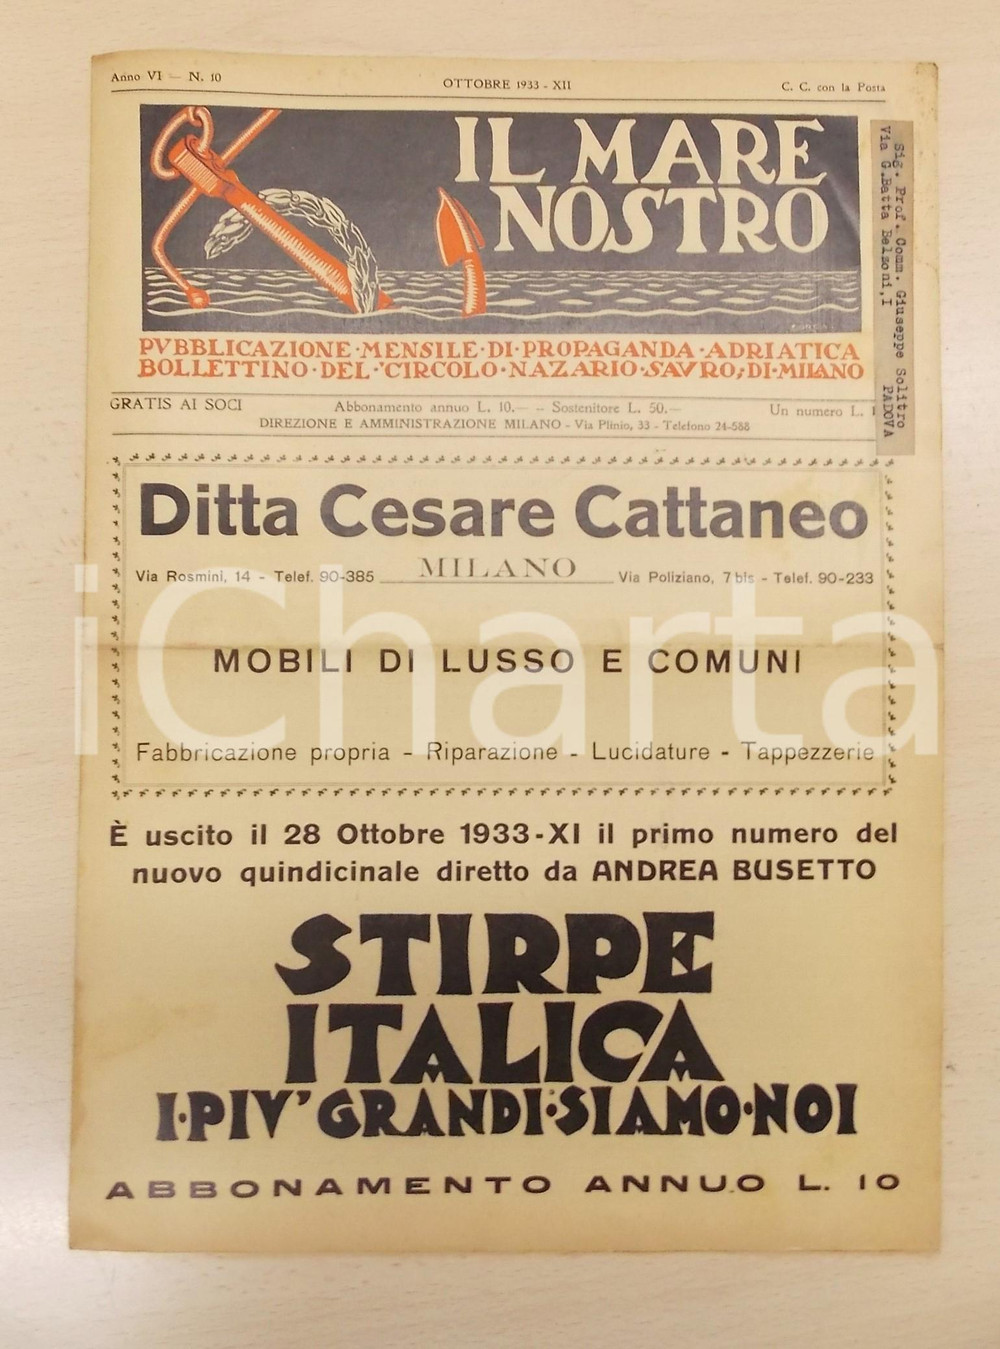 Anno VI — N. 10
OTTOBRE 1933 - XII
C. C. con la Posta
IL MARE
NOSTRO
PVBBLICAZIONE·MENSILE·DI·PROPAGANDA·ADRIATICA
BOLLETTINO·DEL·"CIRCOLO·NAZARIO·SAVRO,,·DI·MILANO
Sig. Prof. Comm. Giuseppe Solitro
Via G.Batta Belzoni,I
PADOVA
GRATIS AI SOCI
Abbonamento annuo L. 10.— -- Sostenitore L. 50.—
Un numero L.
DIREZIONE E AMMINISTRAZIONE MILANO - Via Plinio, 33 - Telefono 24-588
Ditta Cesare Cattaneo
MILANO
Via Rosmini, 14 - Telef. 90-385
Via Poliziano, 7 bis - Telef. 90-233
MOBILI DI LUSSO E COMUNI
Fabbricazione propria - Riparazione - Lucidature - Tappezzerie
iCharta
È uscito il 28 Ottobre 1933-XI il primo numero del
nuovo quindicinale diretto da ANDREA BUSETTO
STIRPE
ITALICA
I·PIV'GRANDI·SIAMO·NOI
ABBONAMENTO ANNUO L. 10